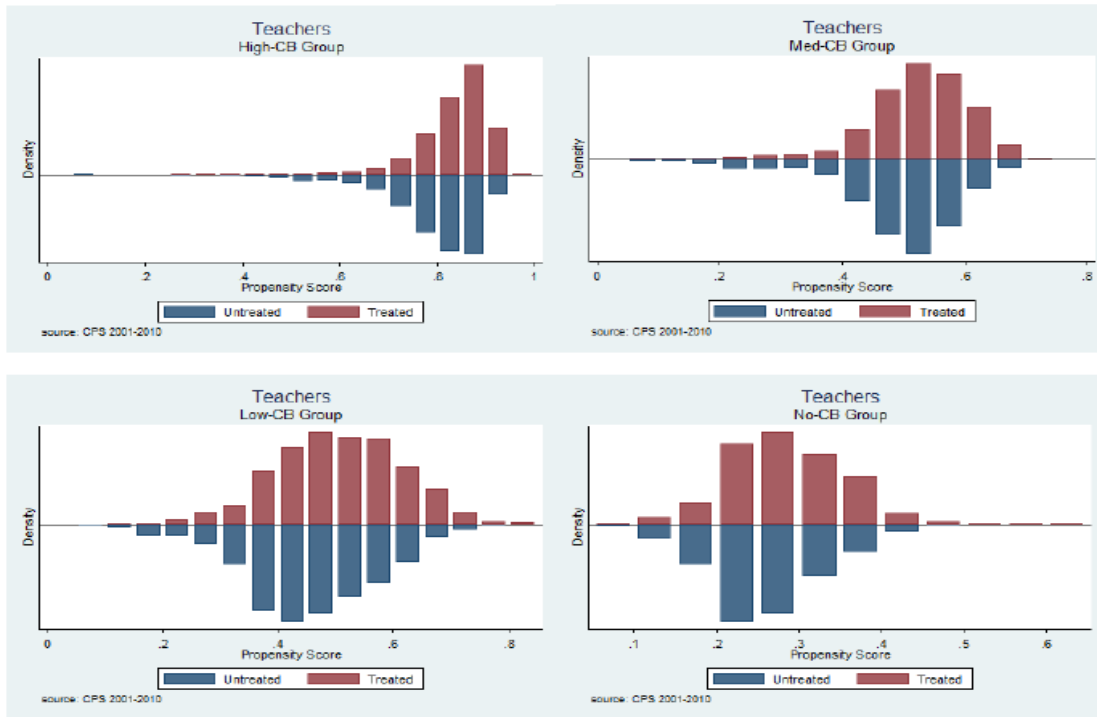 Teachers
High-CB Group
Density
0 .2 .4 .6 .8 1
Propensity Score
Untreated Treated
source: CPS 2001-2010
Teachers
Med-CB Group
Density
0 .2 .4 .6 .8
Propensity Score
Untreated Treated
source: CPS 2001-2010
Teachers
Low-CB Group
Density
0 .2 .4 .6 .8
Propensity Score
Untreated Treated
source: CPS 2001-2010
Teachers
No-CB Group
Density
.1 .2 .3 .4 .5 .6
Propensity Score
Untreated Treated
source: CPS 2001-2010